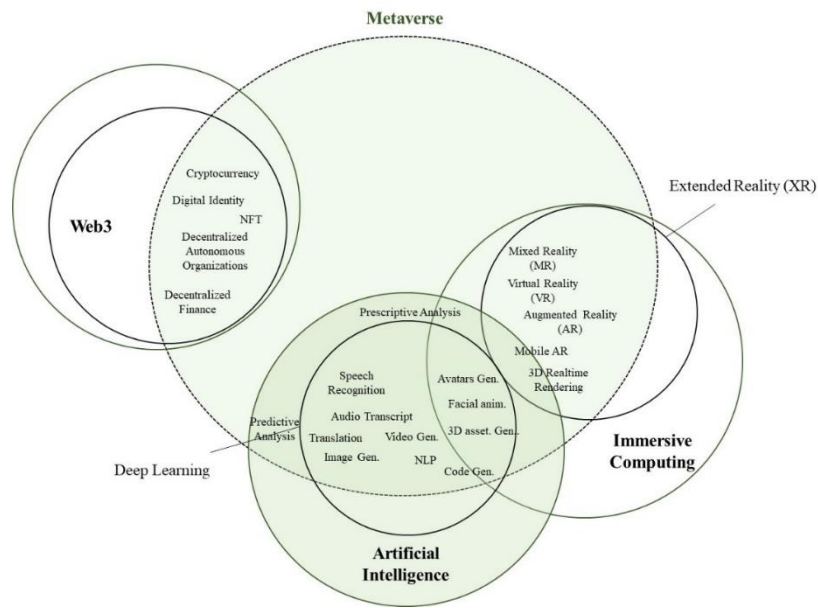 Metaverse
Cryptocurrency
Digital Identity
NFT
Web3
Decentralized
Autonomous
Organizations
Decentralized
Finance
Extended Reality (XR)
Mixed Reality
(MR)
Virtual Reality
(VR)
Augmented Reality
(AR)
Mobile AR
3D Realtime
Rendering
Immersive
Computing
Prescriptive Analysis
Speech
Recognition
Avatars Gen.
Facial anim.
Audio Transcript
Predictive
Analysis
Translation
Video Gen.
3D asset. Gen..
Image Gen.
NLP
Code Gen.
Deep Learning
Artificial
Intelligence